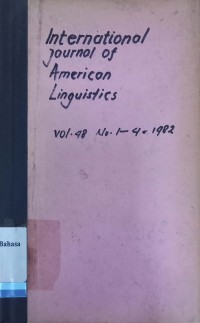 International
Journal of
American
Linguistics
Vol. 48 No. 1-4. 1982
Bahasa